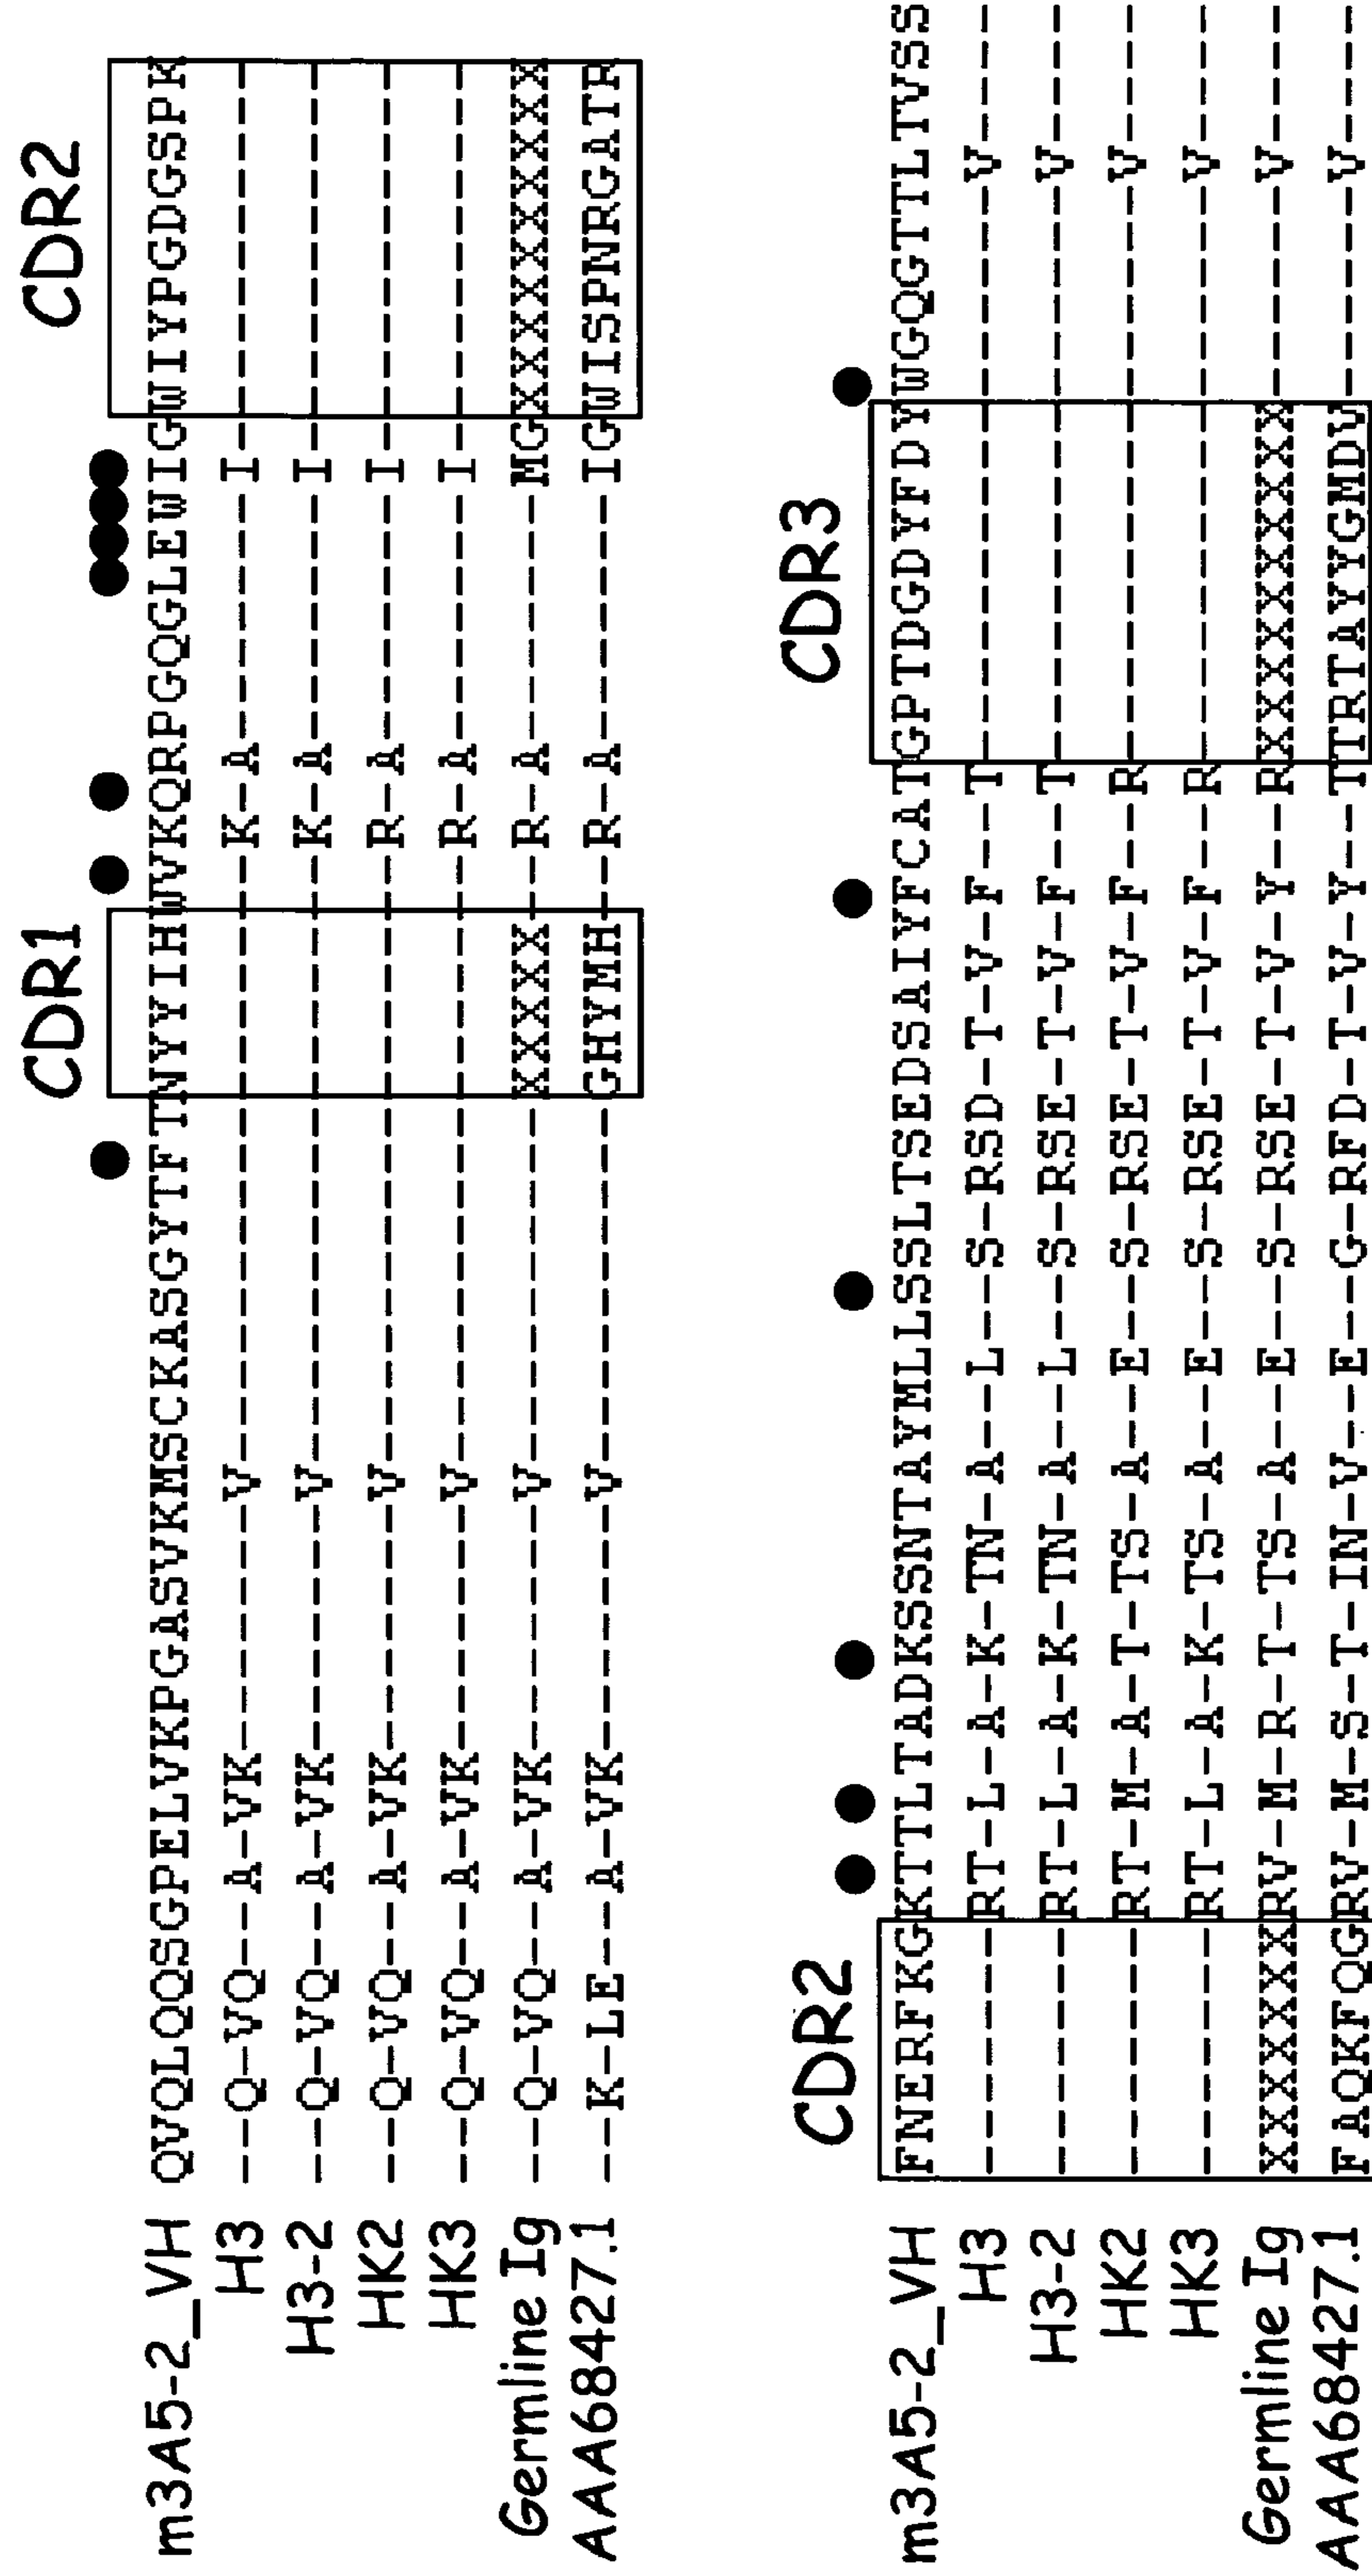 CDR1 CDR2
m3A5-2_VH QVQLQQSGPELVKPGASVKMSCKASGYTFTNYYIHWVKQRPGQGLEWIGWIYPGDGSPK
H3 --Q-VQ--A-VK-------V-----------------K-A-------I-----------
H3-2 --Q-VQ--A-VK-------V-----------------K-A-------I-----------
HK2 --Q-VQ--A-VK-------V-----------------R-A-------I-----------
HK3 --Q-VQ--A-VK-------V-----------------R-A-------I-----------
Germline Ig --Q-VQ--A-VK-------V----------XXXXX--R-A-------MGXXXXXXXXXX
AAA68427.1 --K-LE--A-VK-------V----------GHYMH--R-A-------IGWISPNRGATR
CDR2 CDR3
m3A5-2_VH FNERFKGKTTLTADKSSNTAYMLLSSLTSEDSAIYFCATGPTDGDYFDYWGQGTTLTVSS
H3 -------RT-L-A-K-TN-A--L--S-RSD-T-V-F--T----------------V----
H3-2 -------RT-L-A-K-TN-A--L--S-RSE-T-V-F--T----------------V----
HK2 -------RT-M-A-T-TS-A--E--S-RSE-T-V-F--R----------------V----
HK3 -------RT-L-A-K-TS-A--E--S-RSE-T-V-F--R----------------V----
Germline Ig XXXXXXXRV-M-R-T-TS-A--E--S-RSE-T-V-Y--RXXXXXXXXXX------V----
AAA68427.1 FAQKFQGRV-M-S-T-IN-V--E--G-RFD-T-V-Y--TTRTAYYGMDV------V----